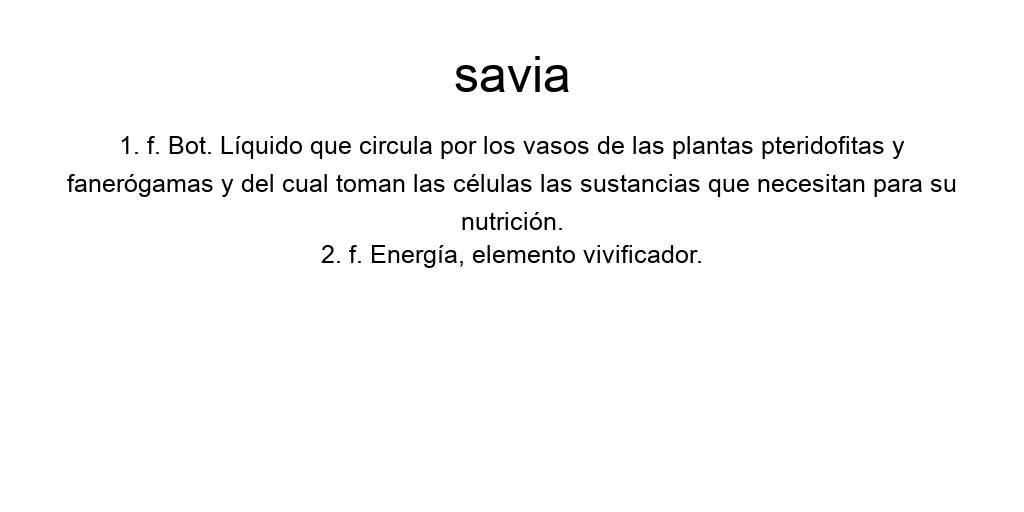 savia
1. f. Bot. Líquido que circula por los vasos de las plantas pteridofitas y
fanerógamas y del cual toman las células las sustancias que necesitan para su
nutrición.
2. f. Energía, elemento vivificador.